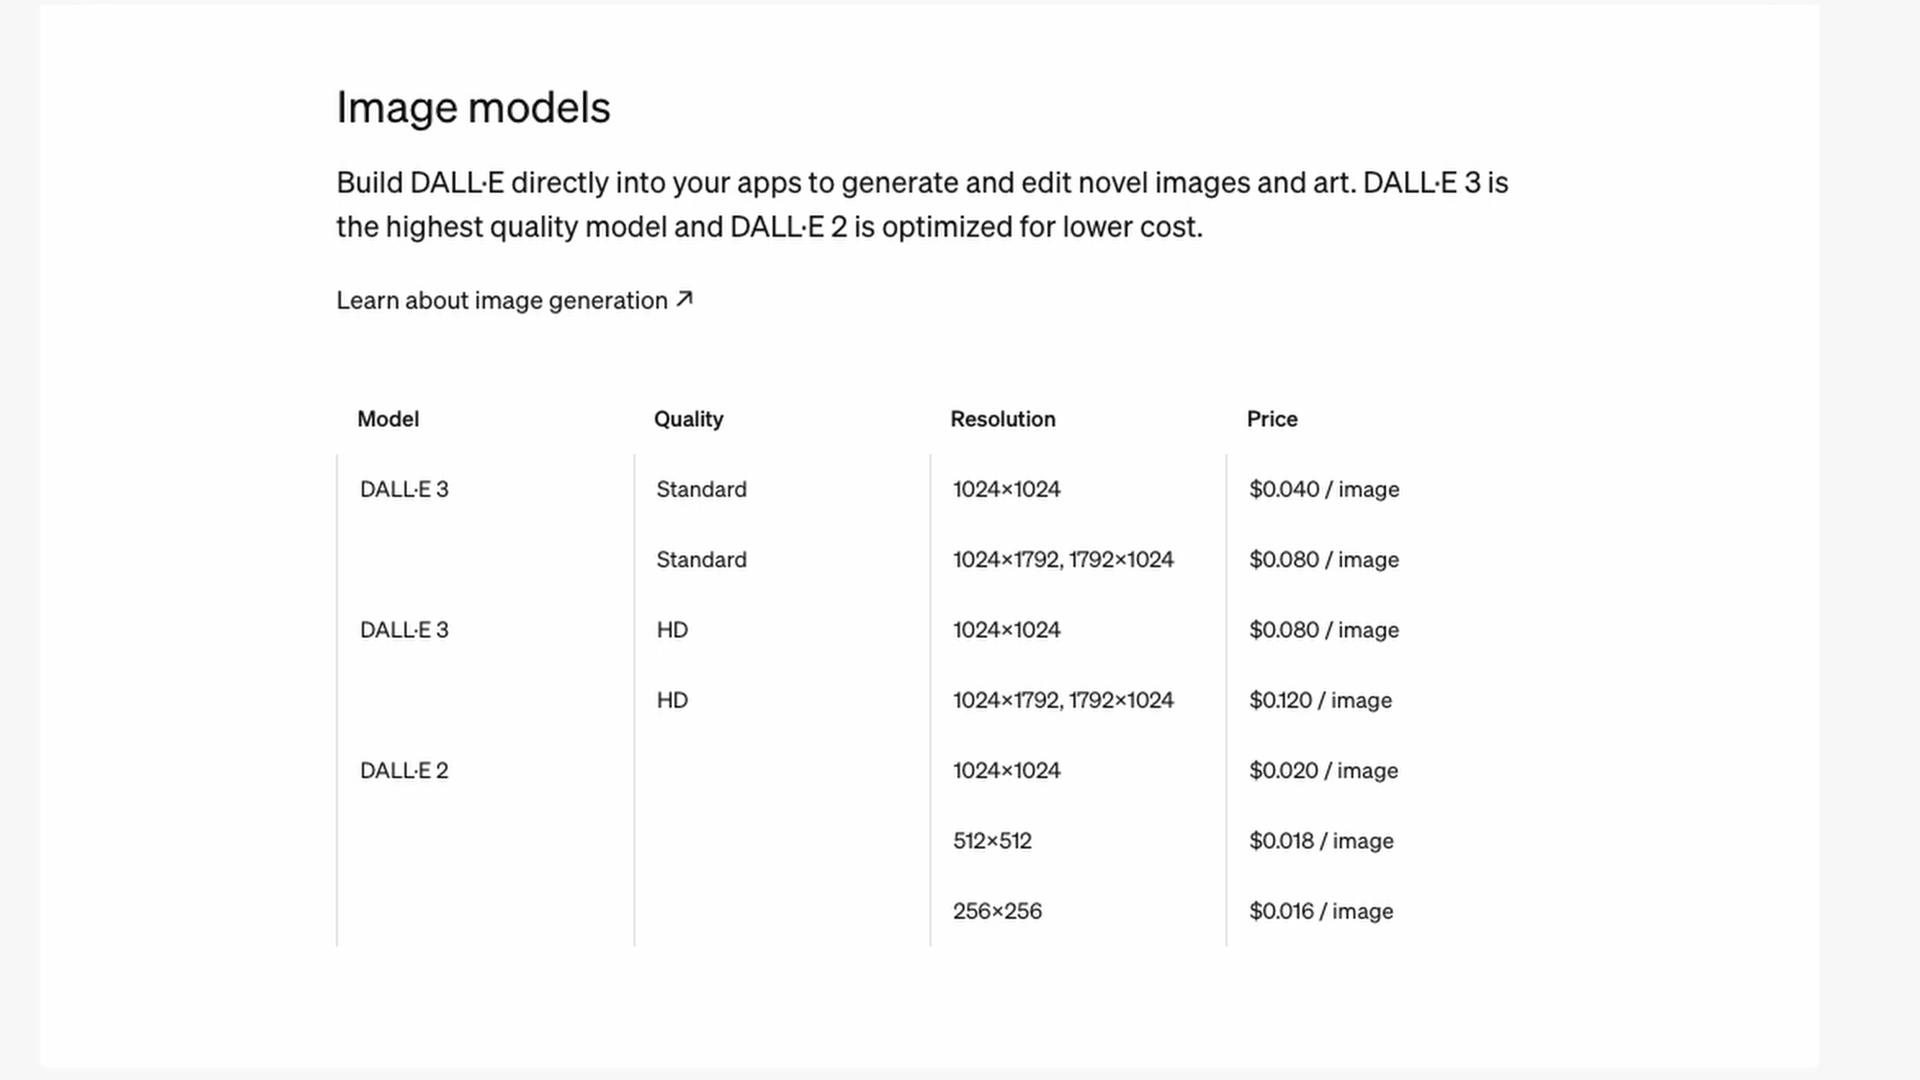 Image models
Build DALL·E directly into your apps to generate and edit novel images and art. DALL·E 3 is
the highest quality model and DALL·E 2 is optimized for lower cost.
Learn about image generation ↗
Model Quality Resolution Price
DALL·E 3 Standard 1024×1024 $0.040 / image
Standard 1024×1792, 1792×1024 $0.080 / image
DALL·E 3 HD 1024×1024 $0.080 / image
HD 1024×1792, 1792×1024 $0.120 / image
DALL·E 2 1024×1024 $0.020 / image
512×512 $0.018 / image
256×256 $0.016 / image